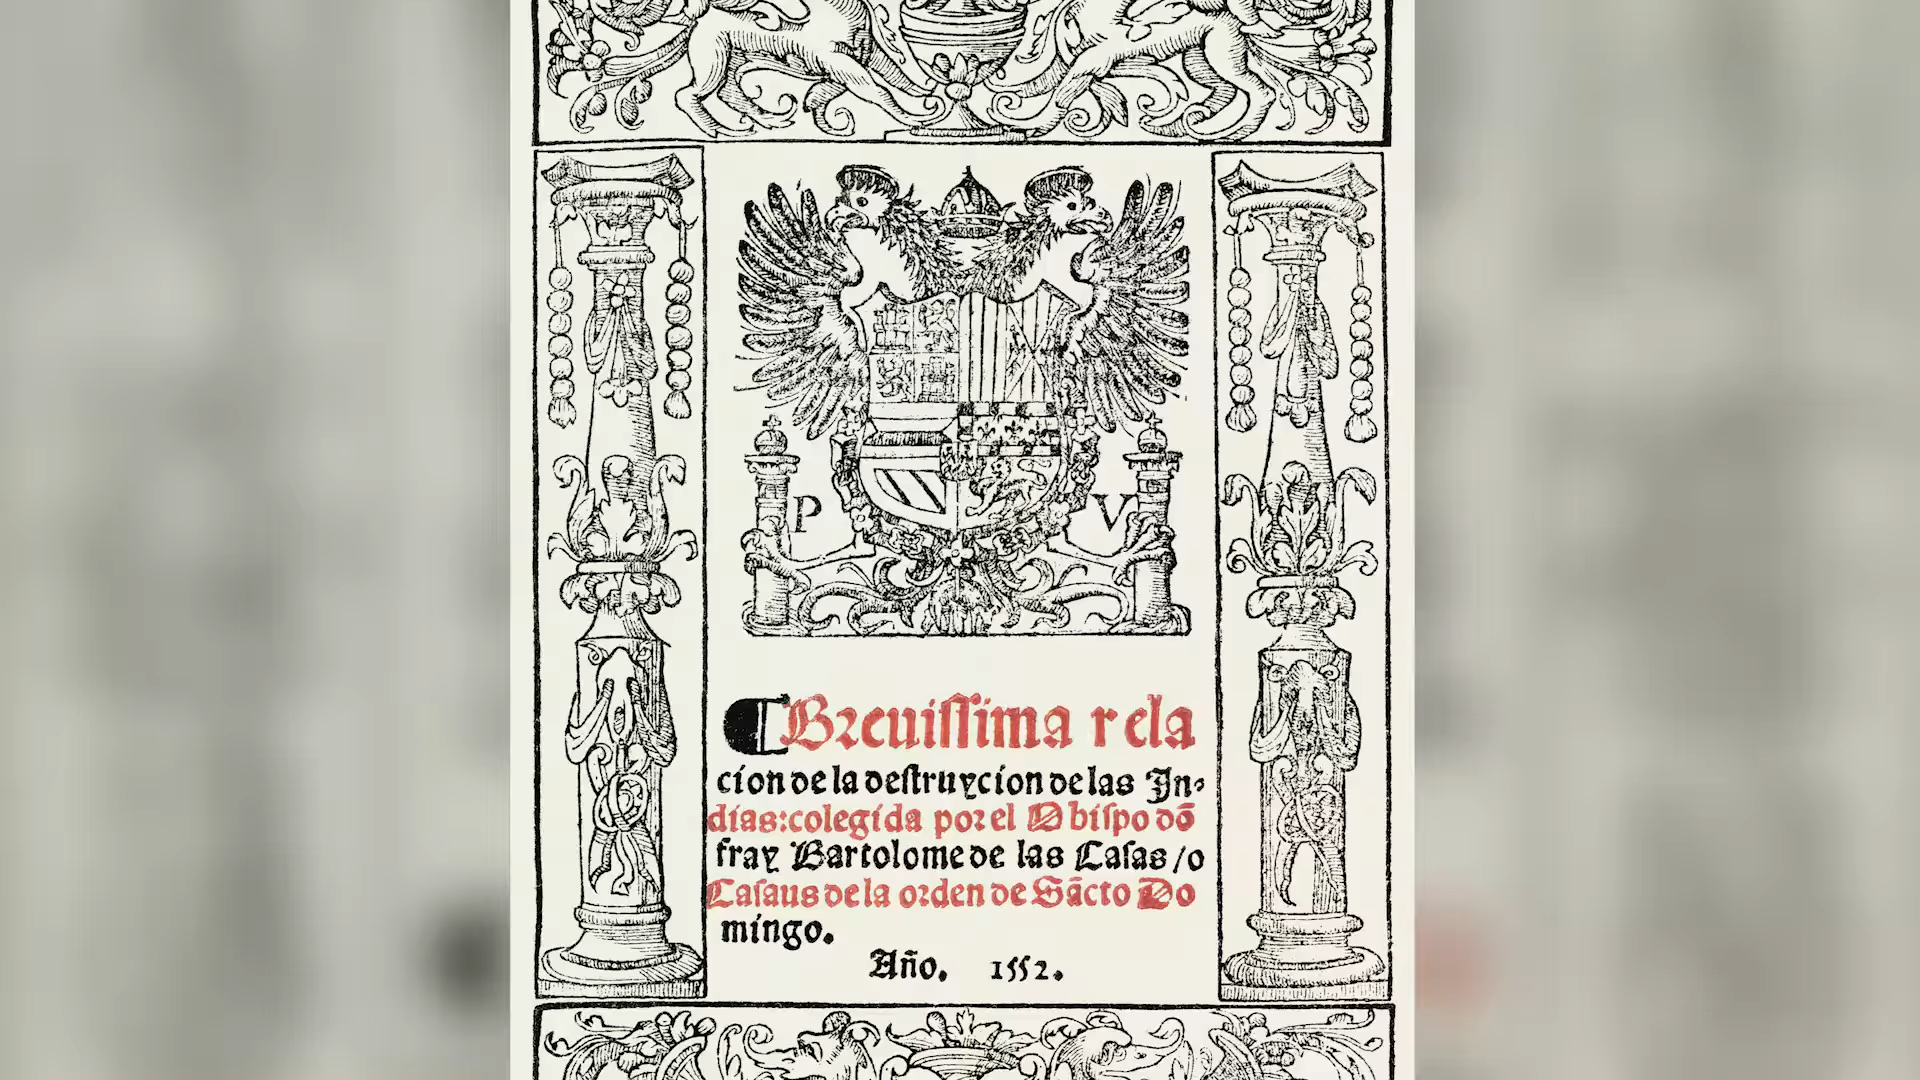 P V
¶Breuissima rela
cion de la destruycion de las In⸗
dias: colegida por el Obispo dõ
fray Bartolome de las Casas/o
Casaus de la orden de Sãcto Do
mingo.
Año. 1552.